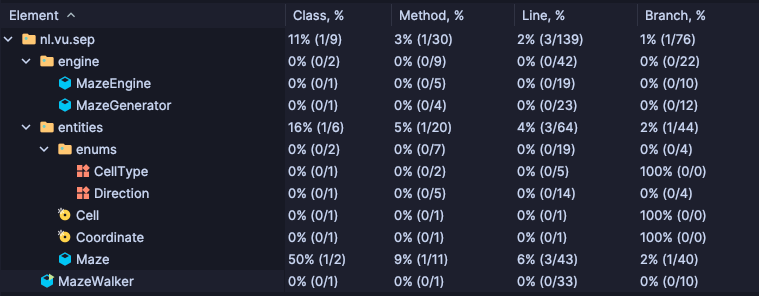 Element Class, % Method, % Line, % Branch, %
nl.vu.sep 11% (1/9) 3% (1/30) 2% (3/139) 1% (1/76)
engine 0% (0/2) 0% (0/9) 0% (0/42) 0% (0/22)
MazeEngine 0% (0/1) 0% (0/5) 0% (0/19) 0% (0/10)
MazeGenerator 0% (0/1) 0% (0/4) 0% (0/23) 0% (0/12)
entities 16% (1/6) 5% (1/20) 4% (3/64) 2% (1/44)
enums 0% (0/2) 0% (0/7) 0% (0/19) 0% (0/4)
CellType 0% (0/1) 0% (0/2) 0% (0/5) 100% (0/0)
Direction 0% (0/1) 0% (0/5) 0% (0/14) 0% (0/4)
Cell 0% (0/1) 0% (0/1) 0% (0/1) 100% (0/0)
Coordinate 0% (0/1) 0% (0/1) 0% (0/1) 100% (0/0)
Maze 50% (1/2) 9% (1/11) 6% (3/43) 2% (1/40)
MazeWalker 0% (0/1) 0% (0/1) 0% (0/33) 0% (0/10)